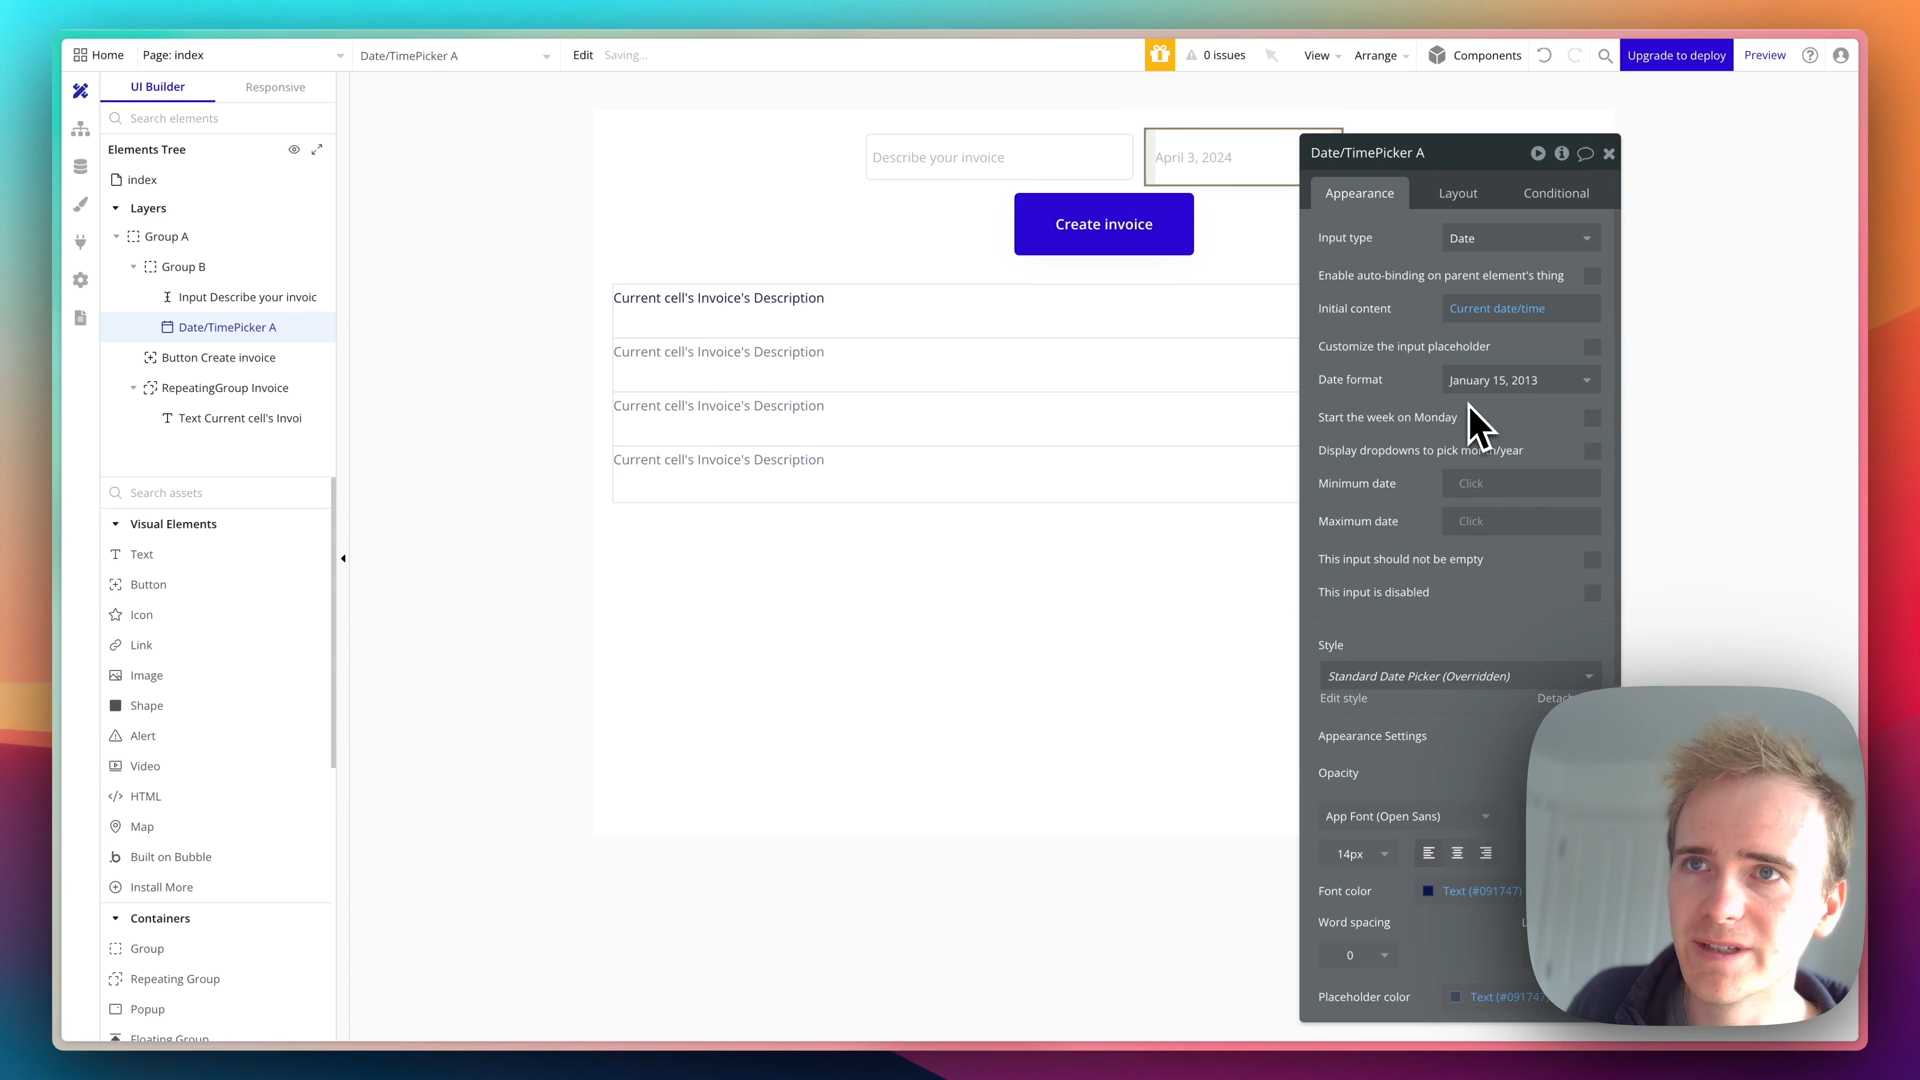 Home
Page: index
Date/TimePicker A
Edit
Saving...
0 issues
View
Arrange
Components
Upgrade to deploy
Preview
UI Builder
Responsive
Search elements
Elements Tree
index
Layers
Group A
Group B
Input Describe your invoic
Date/TimePicker A
Button Create invoice
RepeatingGroup Invoice
Text Current cell's Invoi
Search assets
Visual Elements
Text
Button
Icon
Link
Image
Shape
Alert
Video
HTML
Map
Built on Bubble
Install More
Containers
Group
Repeating Group
Popup
Floating Group
Describe your invoice
April 3, 2024
Create invoice
Current cell's Invoice's Description
Current cell's Invoice's Description
Current cell's Invoice's Description
Current cell's Invoice's Description
Date/TimePicker A
Appearance
Layout
Conditional
Input type
Date
Enable auto-binding on parent element's thing
Initial content
Current date/time
Customize the input placeholder
Date format
January 15, 2013
Start the week on Monday
Display dropdowns to pick month/year
Minimum date
Click
Maximum date
Click
This input should not be empty
This input is disabled
Style
Standard Date Picker (Overridden)
Edit style
Detac
Appearance Settings
Opacity
App Font (Open Sans)
14px
Font color
Text (#091747)
Word spacing
0
Placeholder color
Text (#091747